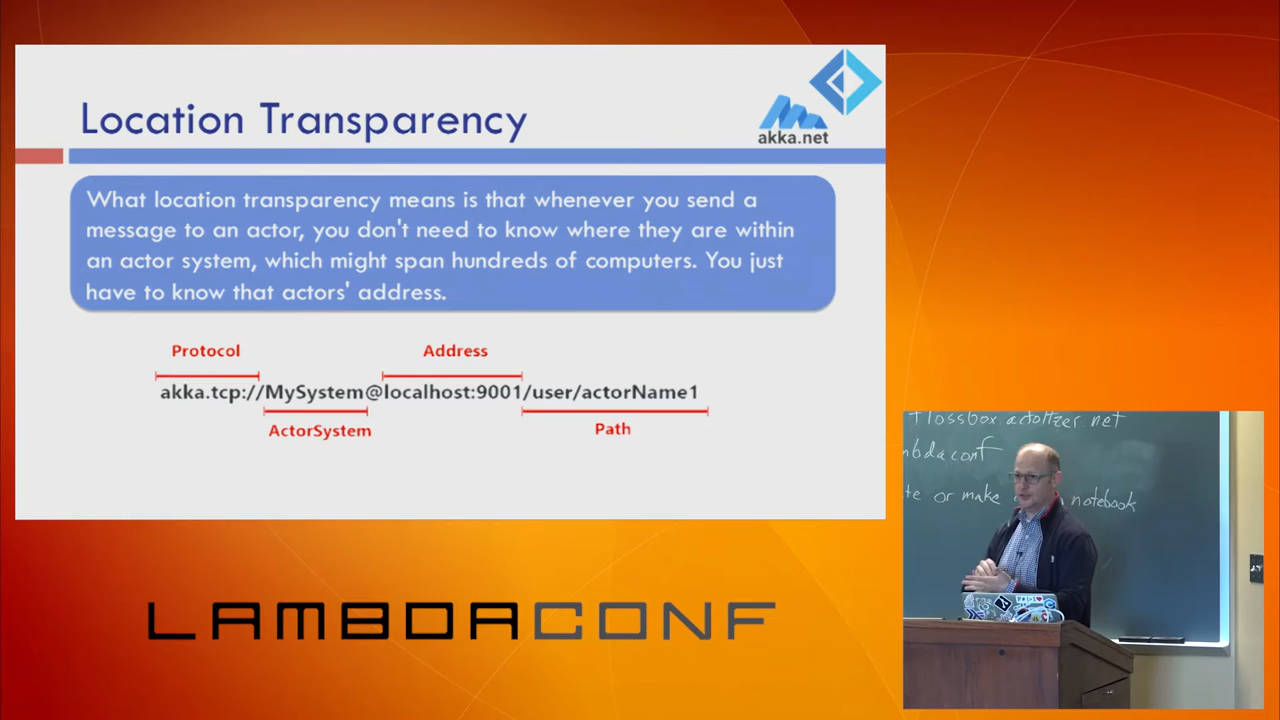 Location Transparency
akka.net
What location transparency means is that whenever you send a
message to an actor, you don't need to know where they are within
an actor system, which might span hundreds of computers. You just
have to know that actors' address.
Protocol
Address
akka.tcp://MySystem@localhost:9001/user/actorName1
ActorSystem
Path
LAMBDACONF
te or make notebook